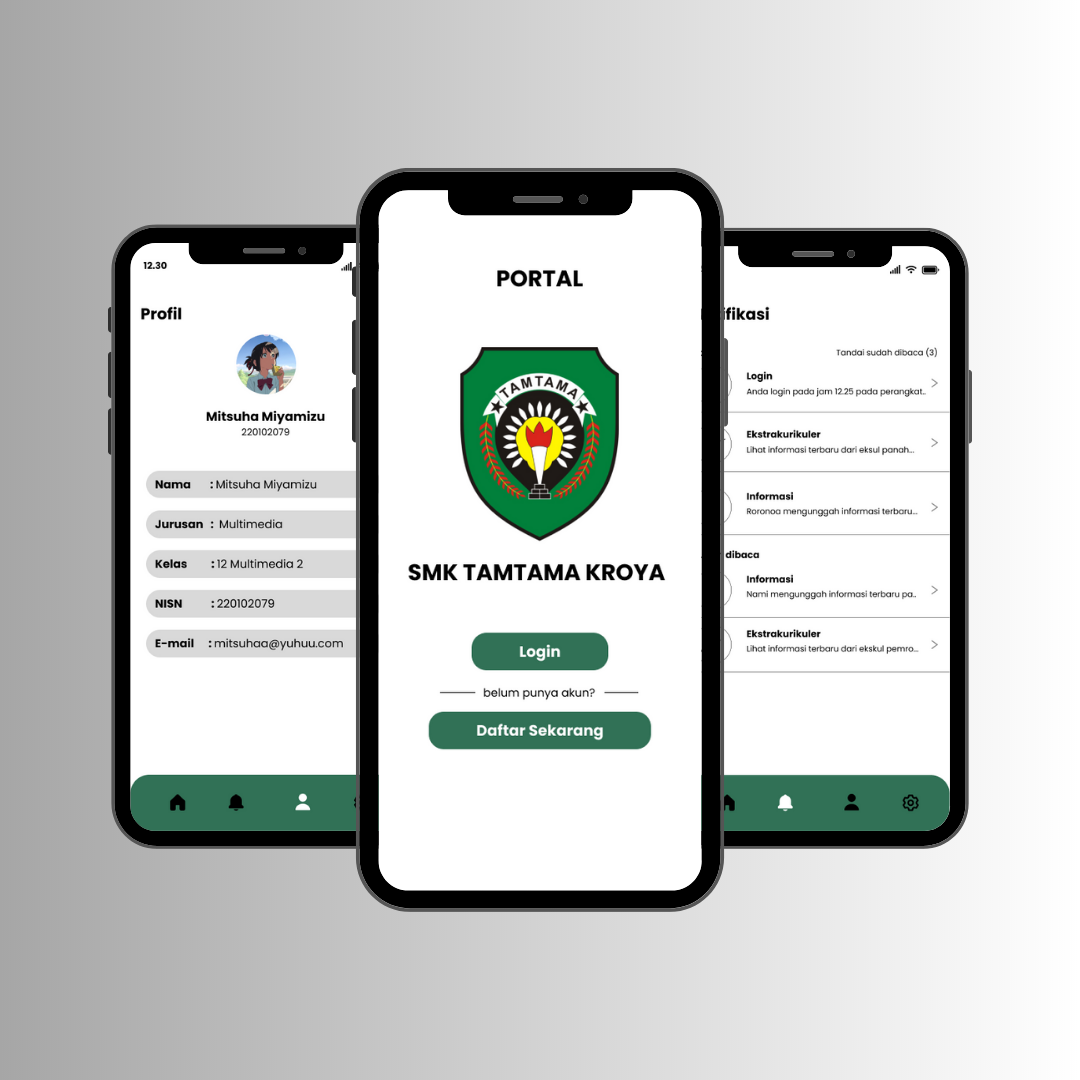 12.30
Profil
Mitsuha Miyamizu
220102079
Nama : Mitsuha Miyamizu
Jurusan : Multimedia
Kelas : 12 Multimedia 2
NISN : 220102079
E-mail : mitsuhaa@yuhuu.com
PORTAL
TAMTAMA
SMK TAMTAMA KROYA
Login
belum punya akun?
Daftar Sekarang
ifikasi
Tandai sudah dibaca (3)
Login
Anda login pada jam 12.25 pada perangkat..
Ekstrakurikuler
Lihat informasi terbaru dari eksul panah...
Informasi
Roronoa mengunggah informasi terbaru...
dibaca
Informasi
Nami mengunggah informasi terbaru pa..
Ekstrakurikuler
Lihat informasi terbaru dari ekskul pemro...